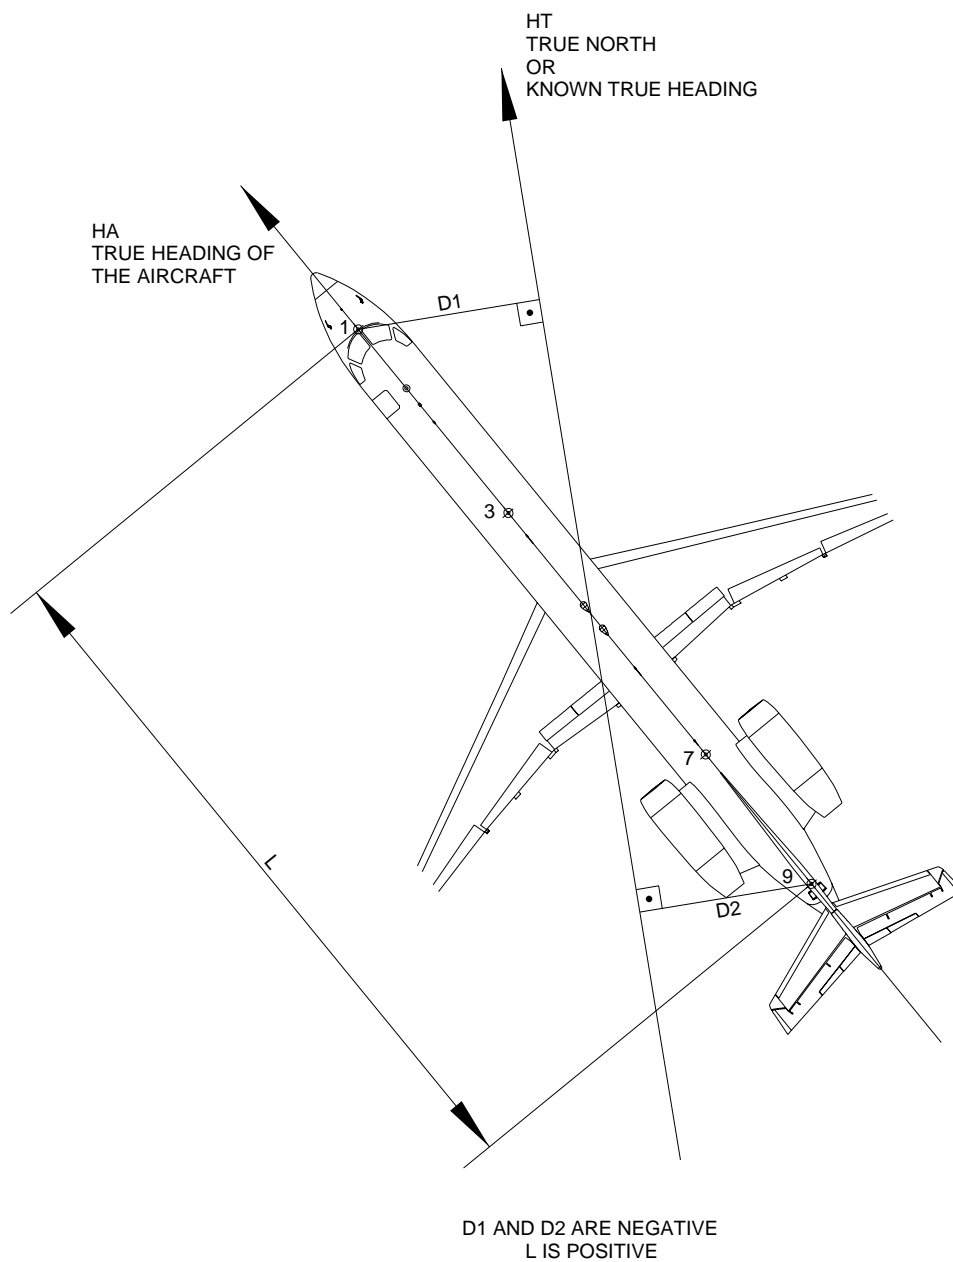 HT
TRUE NORTH
OR
KNOWN TRUE HEADING
HA
TRUE HEADING OF
THE AIRCRAFT
D1
1
3
7
L
9
D2
D1 AND D2 ARE NEGATIVE
L IS POSITIVE